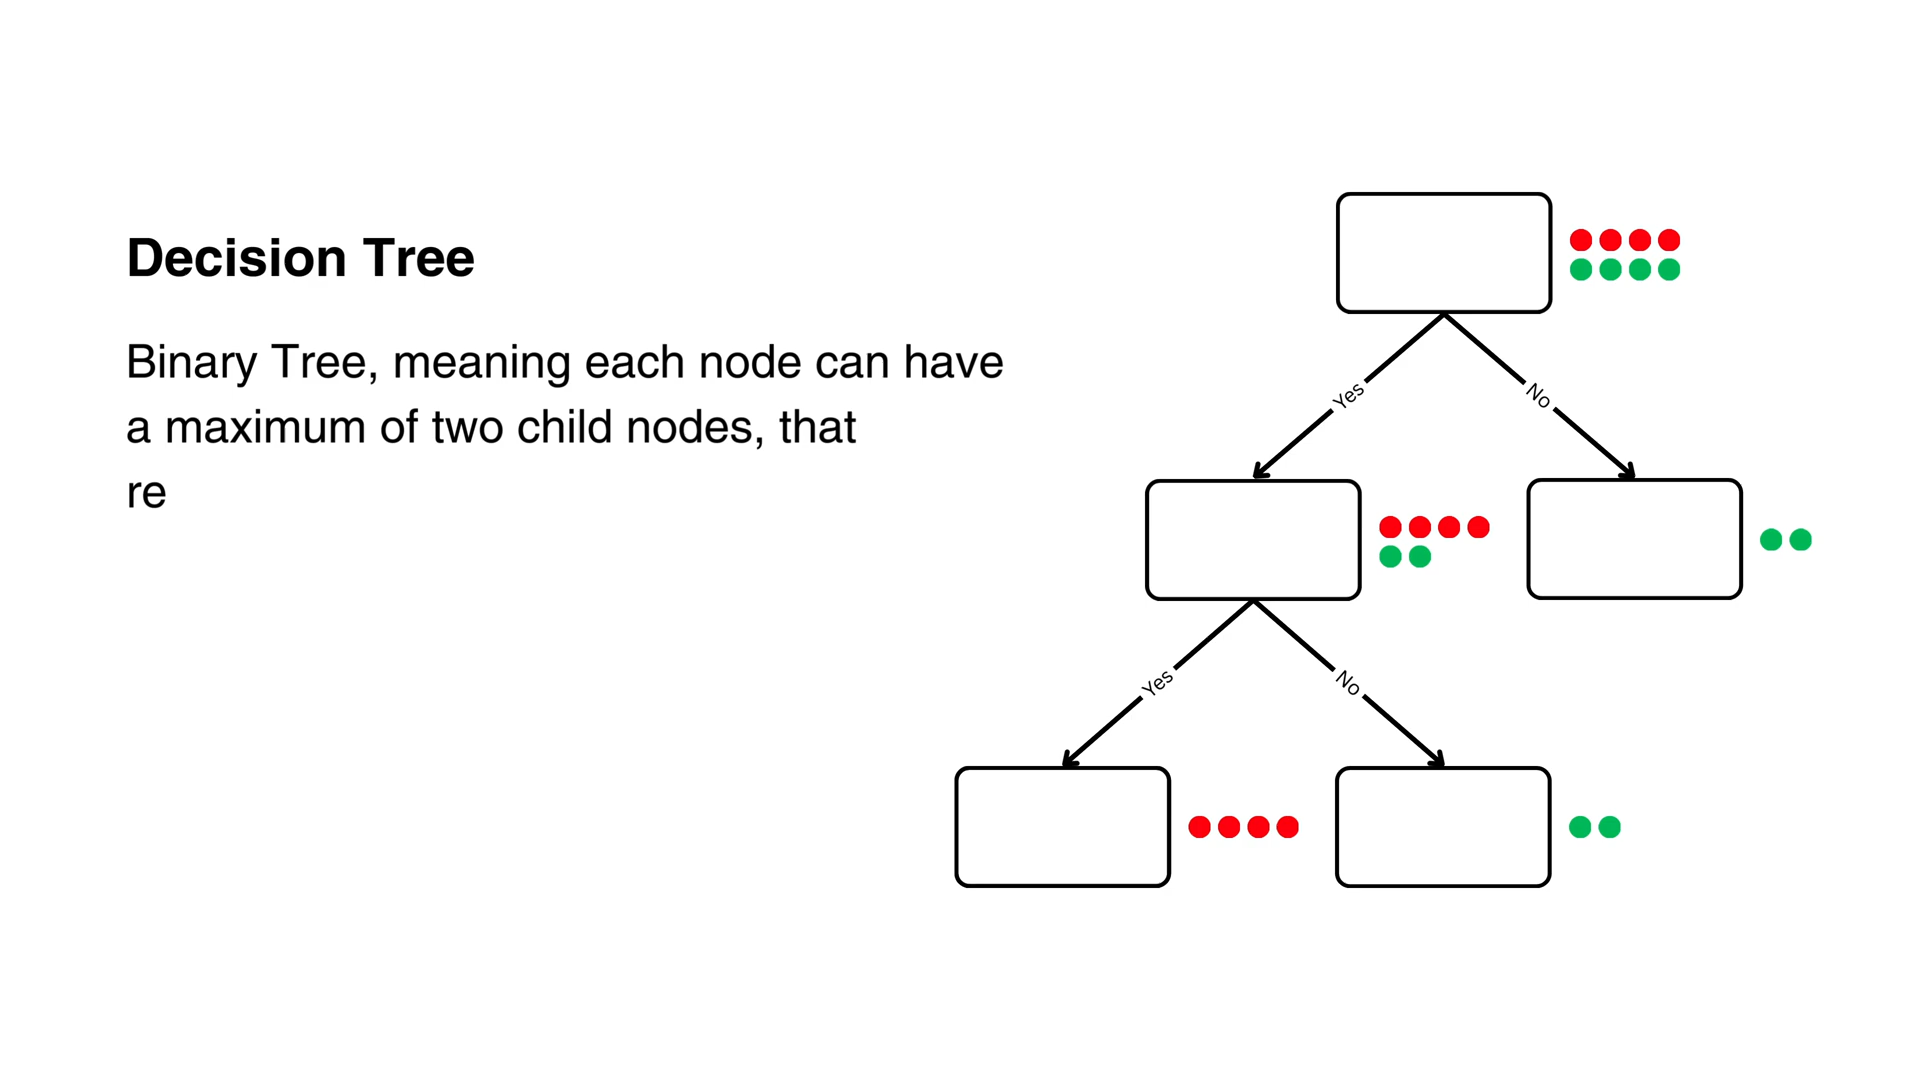 Decision Tree
Binary Tree, meaning each node can have
a maximum of two child nodes, that
re
Yes
No
Yes
No